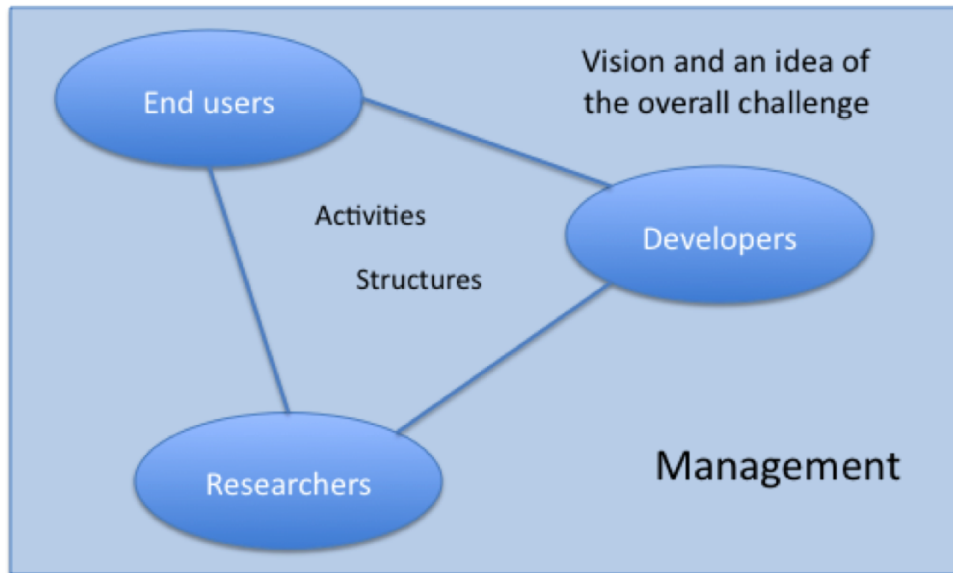 End users
Vision and an idea of
the overall challenge
Activities
Developers
Structures
Management
Researchers